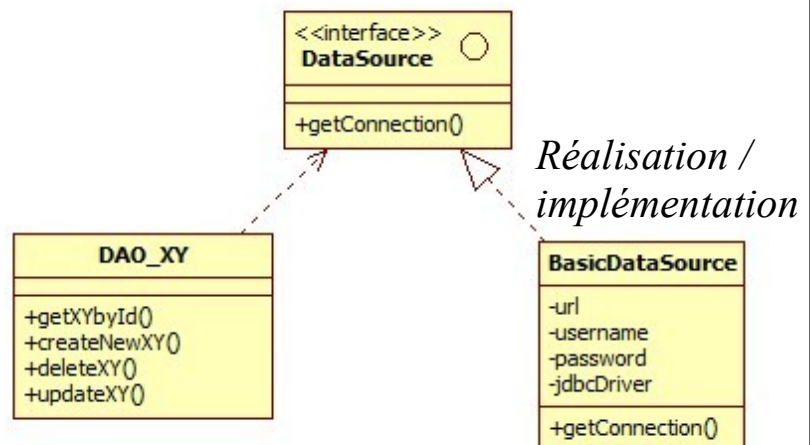 <<interface>>
DataSource
+getConnection()
Réalisation /
implémentation
DAO_XY
+getXYbyId()
+createNewXY()
+deleteXY()
+updateXY()
BasicDataSource
-url
-username
-password
-jdbcDriver
+getConnection()